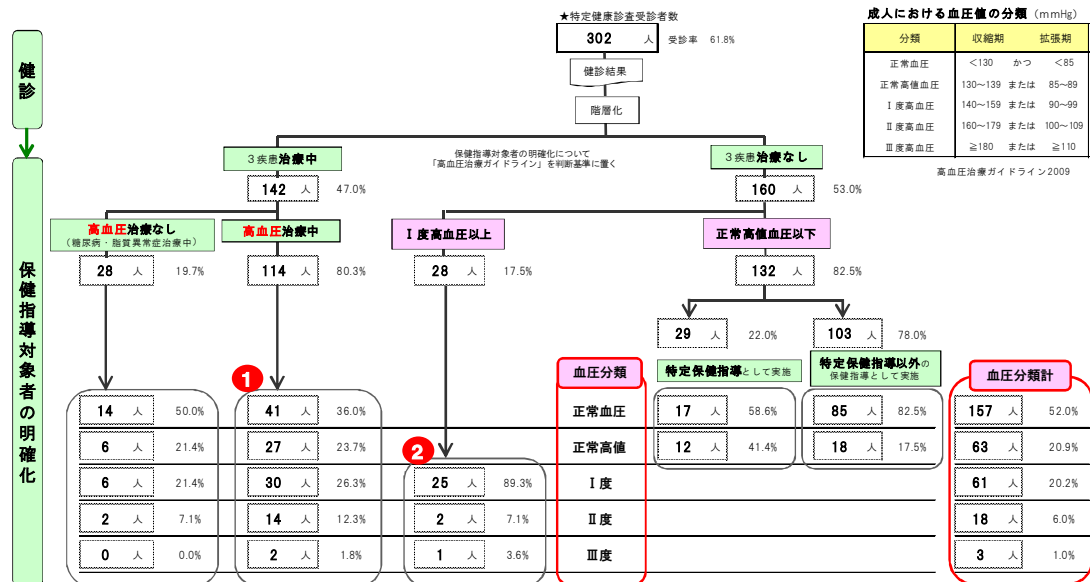 ★特定健康診査受診者数
302 人 受診率 61.8%
健診結果
階層化
成人における血圧値の分類 (mmHg)
分類 収縮期 拡張期
正常血圧 <130 かつ <85
正常高値血圧 130~139 または 85~89
Ⅰ度高血圧 140~159 または 90~99
Ⅱ度高血圧 160~179 または 100~109
Ⅲ度高血圧 ≧180 または ≧110
高血圧治療ガイドライン2009
健診
保健指導対象者の明確化
3疾患治療中
142 人 47.0%
保健指導対象者の明確化について
「高血圧治療ガイドライン」を判断基準に置く
3疾患治療なし
160 人 53.0%
高血圧治療なし
(糖尿病・脂質異常症治療中)
28 人 19.7%
高血圧治療中
114 人 80.3%
Ⅰ度高血圧以上
28 人 17.5%
正常高値血圧以下
132 人 82.5%
29 人 22.0%
103 人 78.0%
特定保健指導として実施
特定保健指導以外の
保健指導として実施
1
2
血圧分類
血圧分類計
14 人 50.0% 41 人 36.0% 正常血圧 17 人 58.6% 85 人 82.5% 157 人 52.0%
6 人 21.4% 27 人 23.7% 正常高値 12 人 41.4% 18 人 17.5% 63 人 20.9%
6 人 21.4% 30 人 26.3% 25 人 89.3% Ⅰ度 61 人 20.2%
2 人 7.1% 14 人 12.3% 2 人 7.1% Ⅱ度 18 人 6.0%
0 人 0.0% 2 人 1.8% 1 人 3.6% Ⅲ度 3 人 1.0%